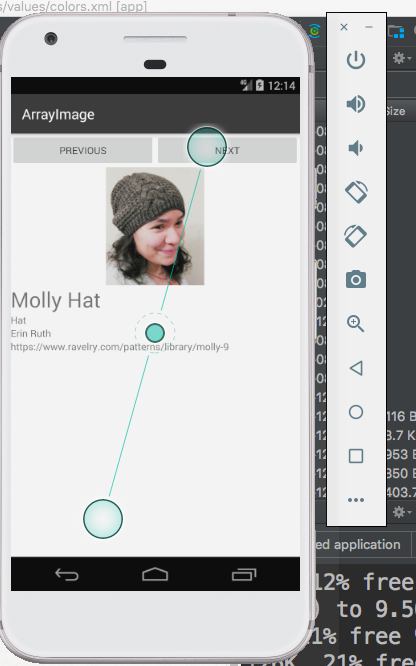 s/values/colors.xml [app]
12:14
ArrayImage
PREVIOUS
NEXT
Molly Hat
Hat
Erin Ruth
https://www.ravelry.com/patterns/library/molly-9
Size
116 B
3.7 K
953 B
350 B
403.7
ed application
12% free
) to 9.5
21% free